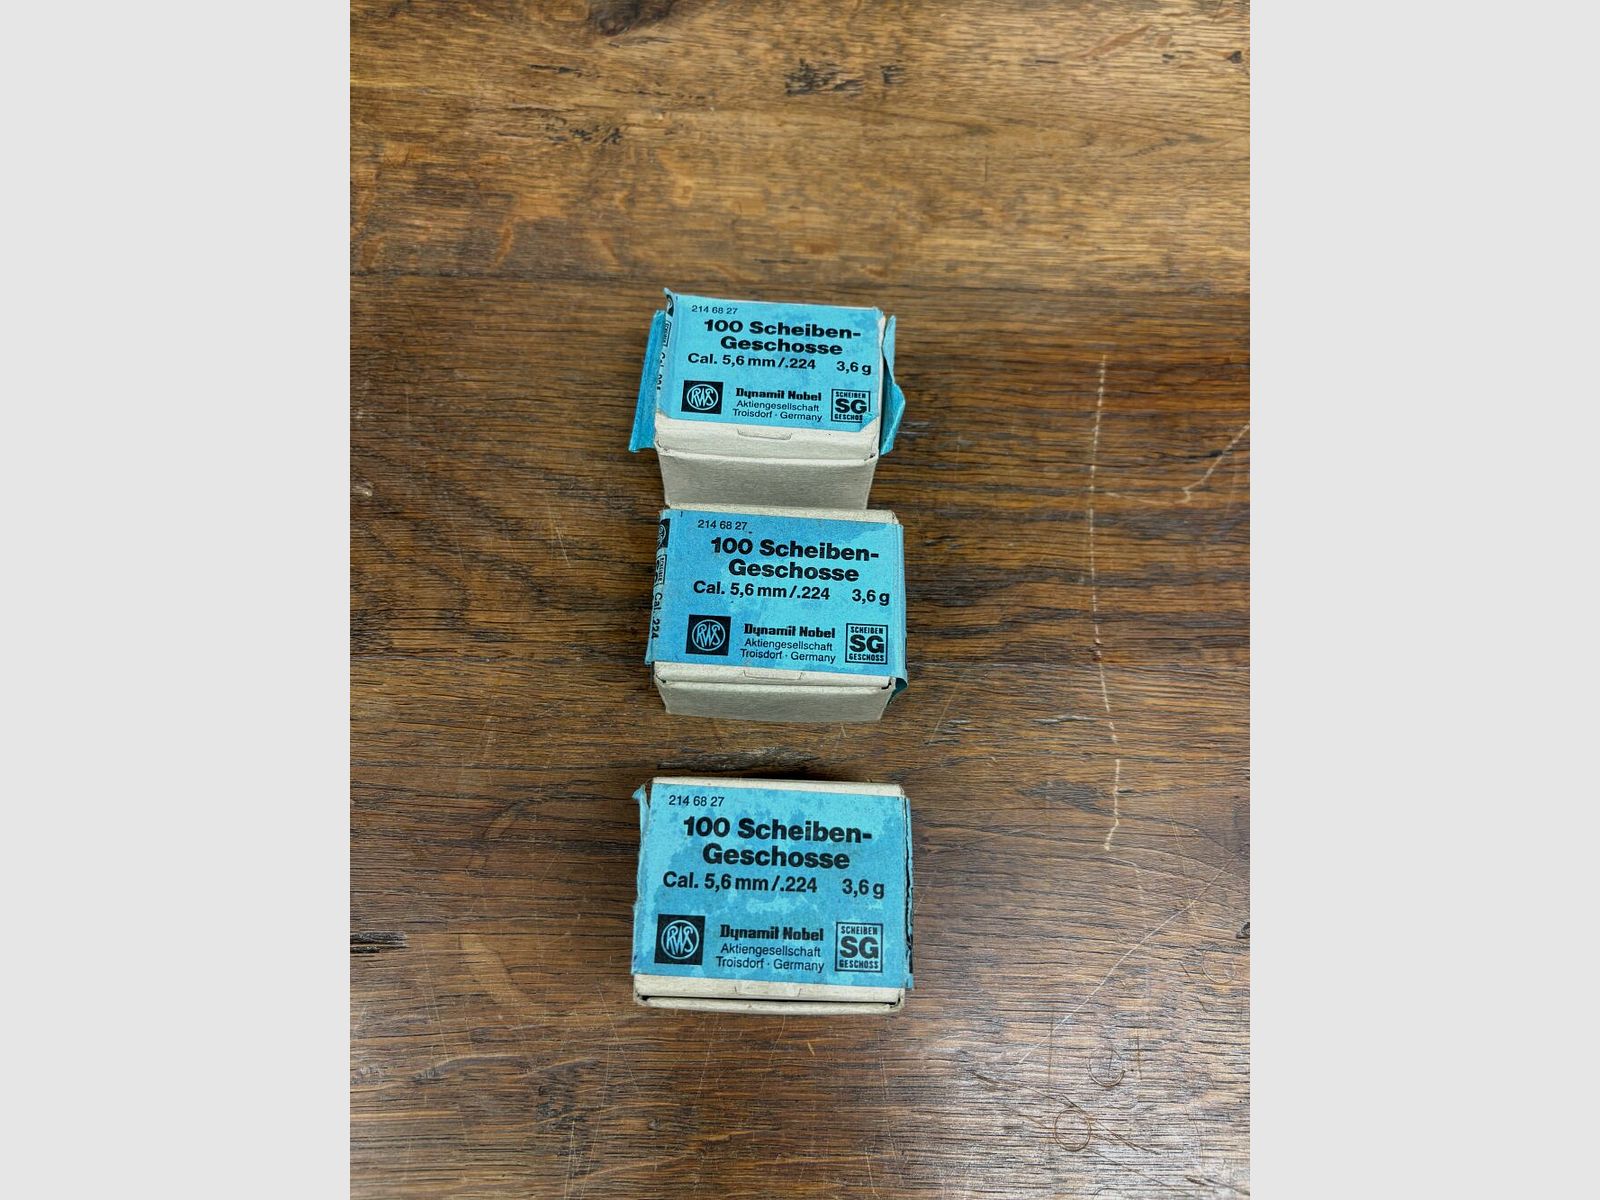 214 68 27
100 Scheiben-
Geschosse
Cal. 5,6 mm/.224 3,6 g
RWS
Dynamit Nobel
Aktiengesellschaft
Troisdorf · Germany
SCHEIBEN
SG
GESCHOSS
214 68 27
100 Scheiben-
Geschosse
Cal. 5,6 mm/.224 3,6 g
Cal. .224
RWS
Dynamit Nobel
Aktiengesellschaft
Troisdorf · Germany
SCHEIBEN
SG
GESCHOSS
214 68 27
100 Scheiben-
Geschosse
Cal. 5,6 mm/.224 3,6 g
RWS
Dynamit Nobel
Aktiengesellschaft
Troisdorf · Germany
SCHEIBEN
SG
GESCHOSS